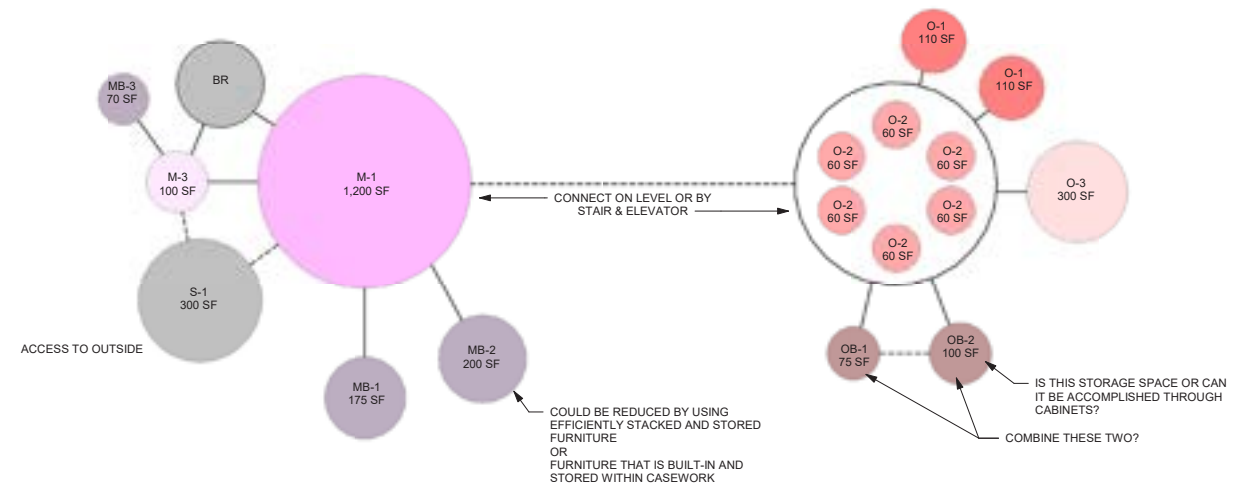 MB-3
70 SF
BR
M-3
100 SF
M-1
1,200 SF
S-1
300 SF
ACCESS TO OUTSIDE
MB-1
175 SF
MB-2
200 SF
COULD BE REDUCED BY USING
EFFICIENTLY STACKED AND STORED
FURNITURE
OR
FURNITURE THAT IS BUILT-IN AND
STORED WITHIN CASEWORK
CONNECT ON LEVEL OR BY
STAIR & ELEVATOR
O-1
110 SF
O-1
110 SF
O-2
60 SF
O-2
60 SF
O-2
60 SF
O-2
60 SF
O-2
60 SF
O-2
60 SF
O-3
300 SF
OB-1
75 SF
OB-2
100 SF
IS THIS STORAGE SPACE OR CAN
IT BE ACCOMPLISHED THROUGH
CABINETS?
COMBINE THESE TWO?